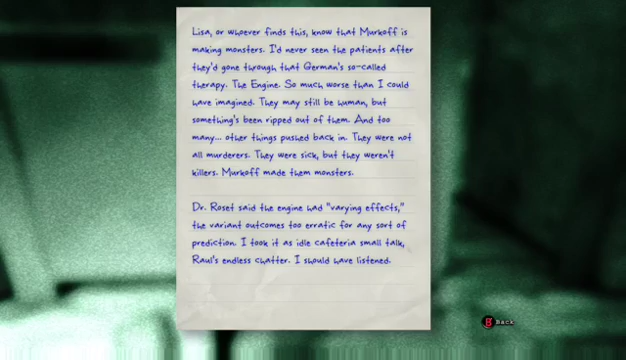 Lisa, or whoever finds this, know that Murkoff is
making monsters. I'd never seen the patients after
they'd gone through that German's so-called
therapy. The Engine. So much worse than I could
have imagined. They may still be human, but
something's been ripped out of them. And too
many... other things pushed back in. They were not
all murderers. They were sick, but they weren't
killers. Murkoff made them monsters.
Dr. Roset said the engine had "varying effects,"
the variant outcomes too erratic for any sort of
prediction. I took it as idle cafeteria small talk,
Raul's endless chatter. I should have listened.
Back